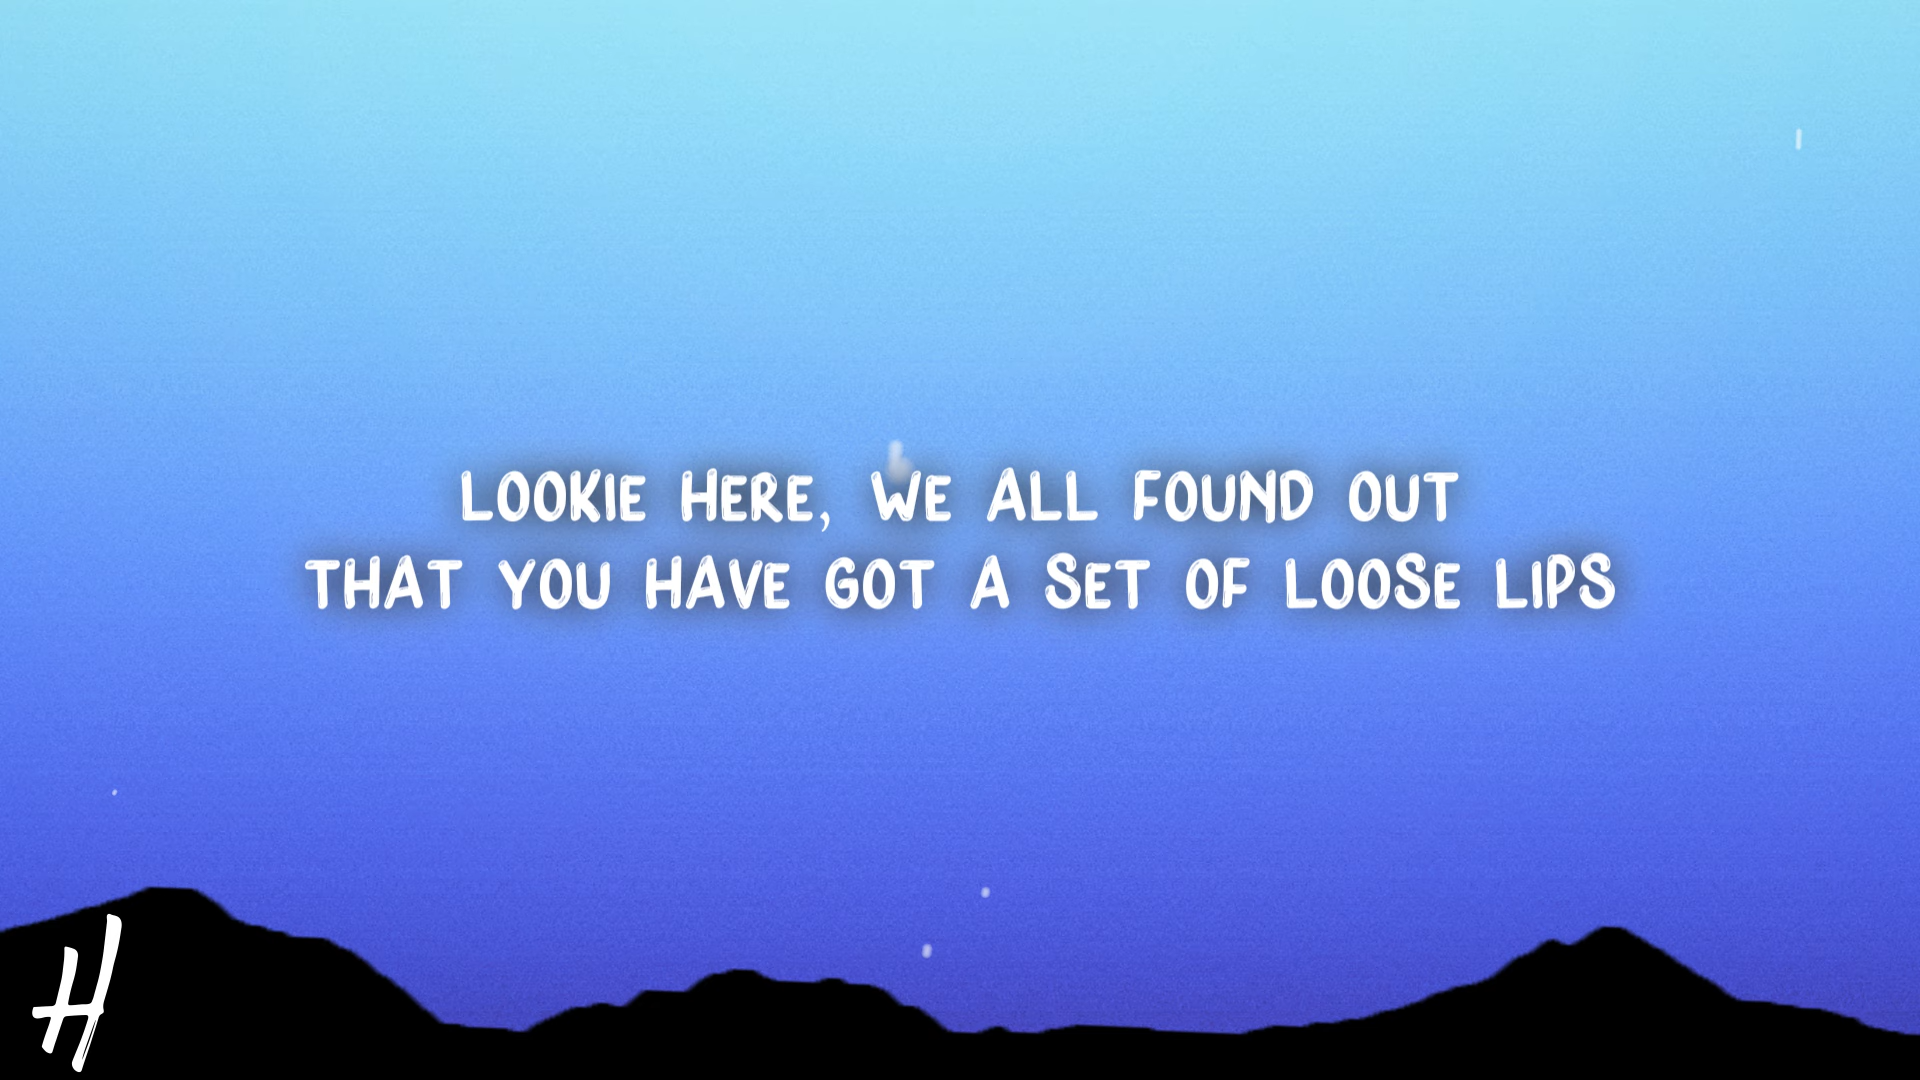 LOOKIE HERE, WE ALL FOUND OUT
THAT YOU HAVE GOT A SET OF LOOSE LIPS
H